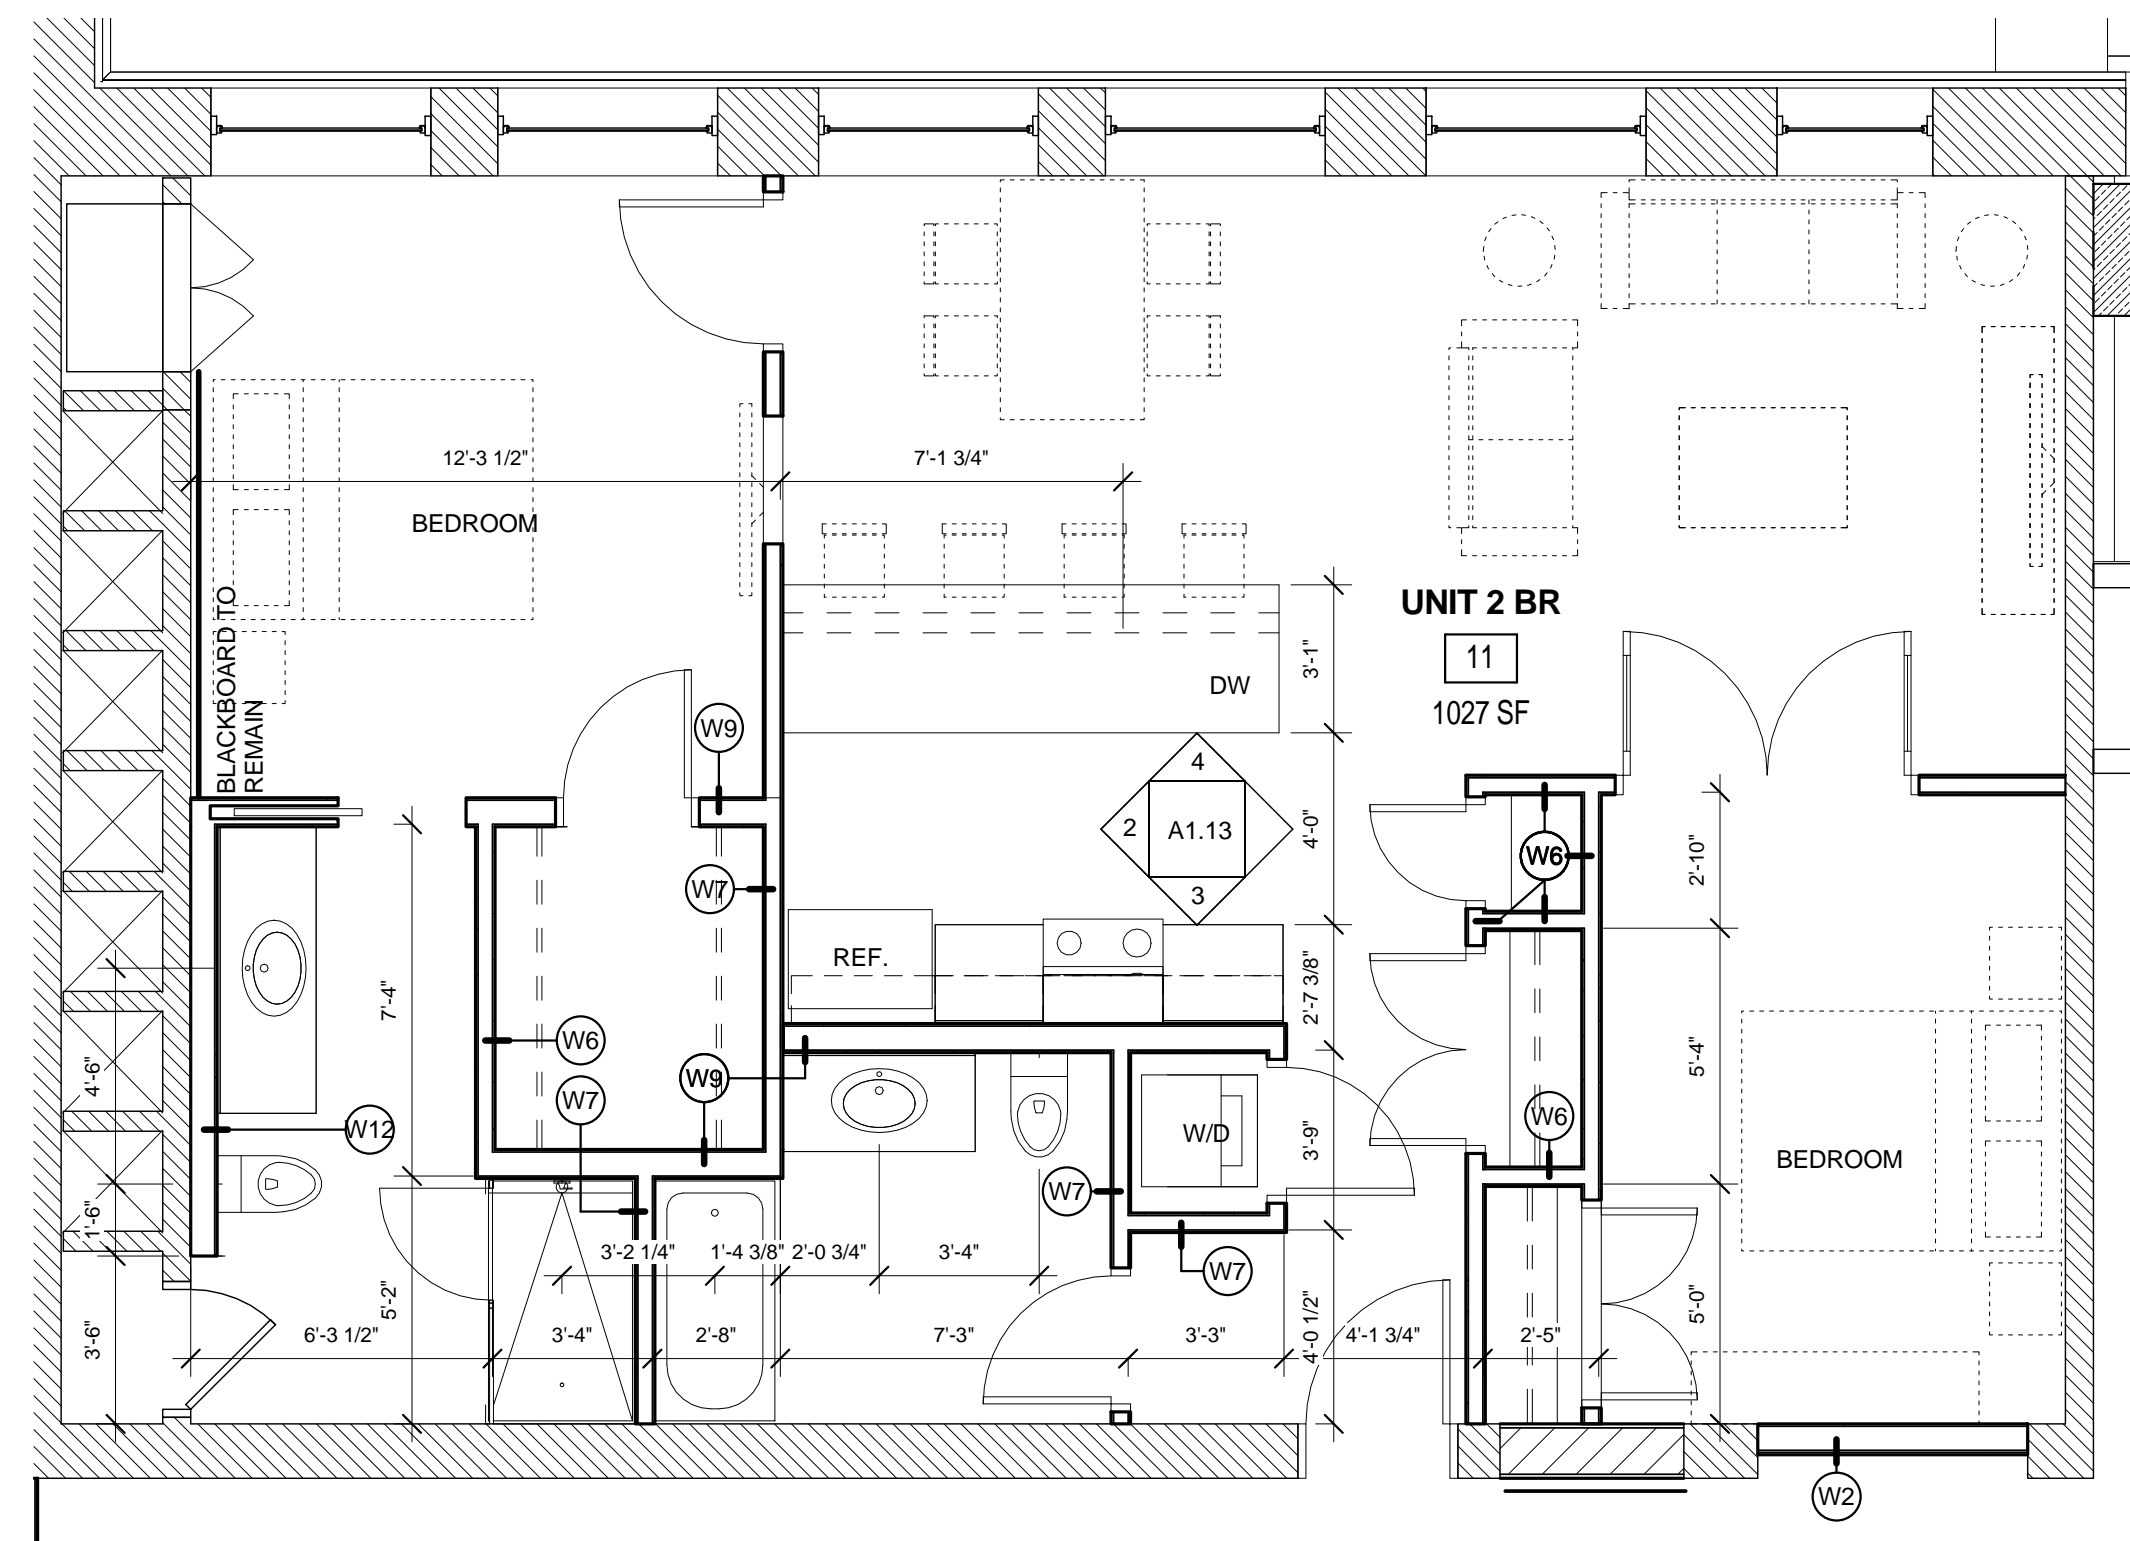 12'-3 1/2"
7'-1 3/4"
BEDROOM
BLACKBOARD TO
REMAIN
UNIT 2 BR
11
1027 SF
3'-1"
DW
W9
4
2
A1.13
3
4'-0"
W7
W6
2'-10"
REF.
2'-7 3/8"
7'-4"
W6
W9
W7
4'-6"
W12
W/D
3'-9"
W7
W6
5'-4"
BEDROOM
1'-6"
3'-2 1/4"
1'-4 3/8"
2'-0 3/4"
3'-4"
W7
3'-6"
5'-2"
6'-3 1/2"
3'-4"
2'-8"
7'-3"
3'-3"
4'-0 1/2"
4'-1 3/4"
2'-5"
5'-0"
W2